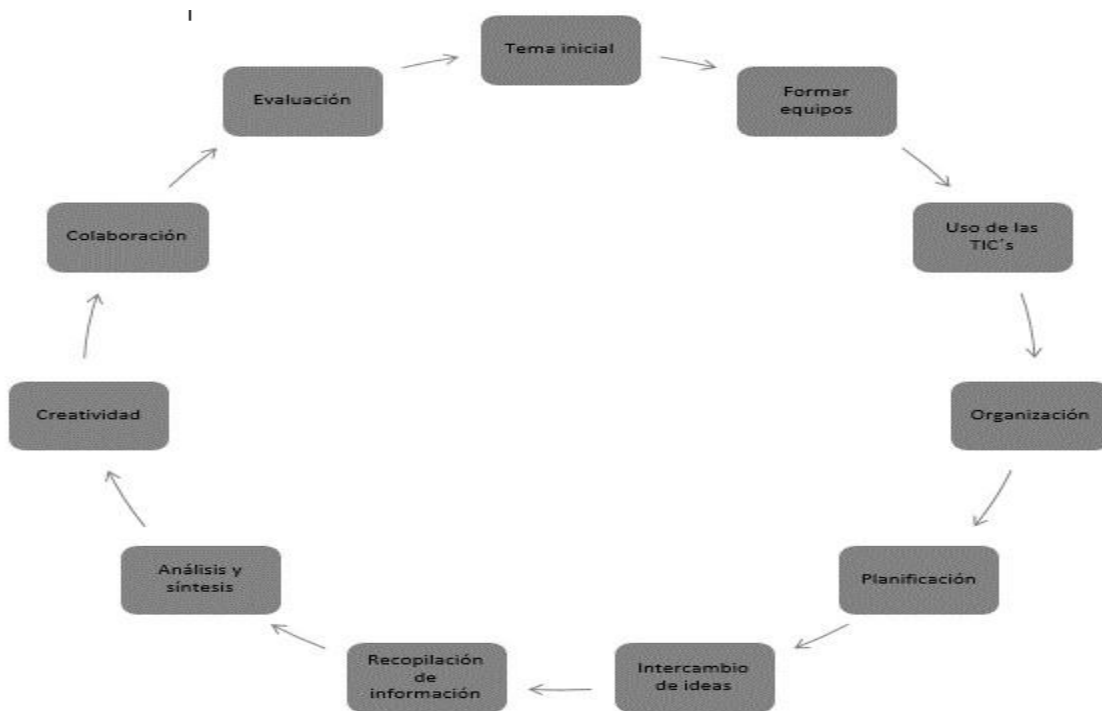 Tema inicial
Formar
equipos
Uso de las
TIC´s
Organización
Planificación
Intercambio
de ideas
Recopilación
de
información
Análisis y
síntesis
Creatividad
Colaboración
Evaluación